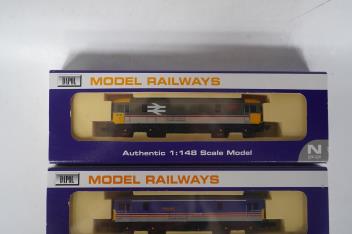 DAPOL MODEL RAILWAYS
Authentic 1:148 Scale Model
N
DAPOL MODEL RAILWAYS